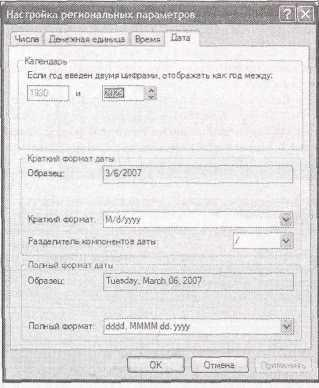 Настройка региональных параметров
Числа Денежная единица Время Дата
Календарь
Если год введен двумя цифрами, отображать как год между:
1930 и 2029
Краткий формат даты
Образец: 3/6/2007
Краткий формат: M/d/yyyy
Разделитель компонентов даты: /
Полный формат даты
Образец: Tuesday, March 06, 2007
Полный формат: dddd, MMMM dd, yyyy
OK Отмена Применить